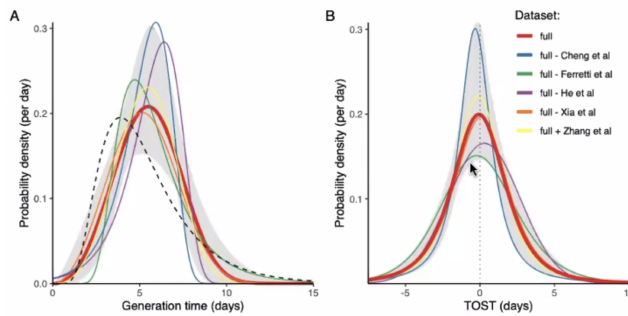 A
Probability density (per day)
0.3
0.2
0.1
0.0
0
5
10
15
Generation time (days)
B
Probability density (per day)
0.3
0.2
0.1
-5
0
5
TOST (days)
Dataset:
full
full - Cheng et al
full - Ferretti et al
full - He et al
full - Xia et al
full + Zhang et al